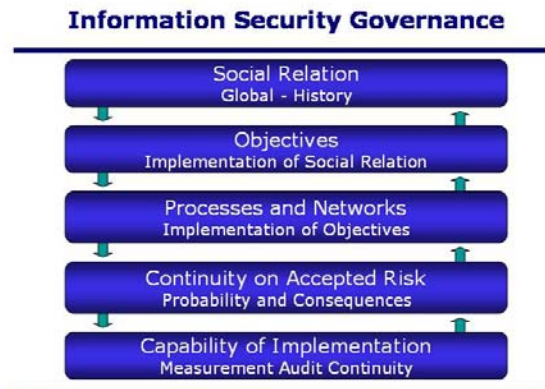 Information Security Governance
Social Relation
Global - History
Objectives
Implementation of Social Relation
Processes and Networks
Implementation of Objectives
Continuity on Accepted Risk
Probability and Consequences
Capability of Implementation
Measurement Audit Continuity